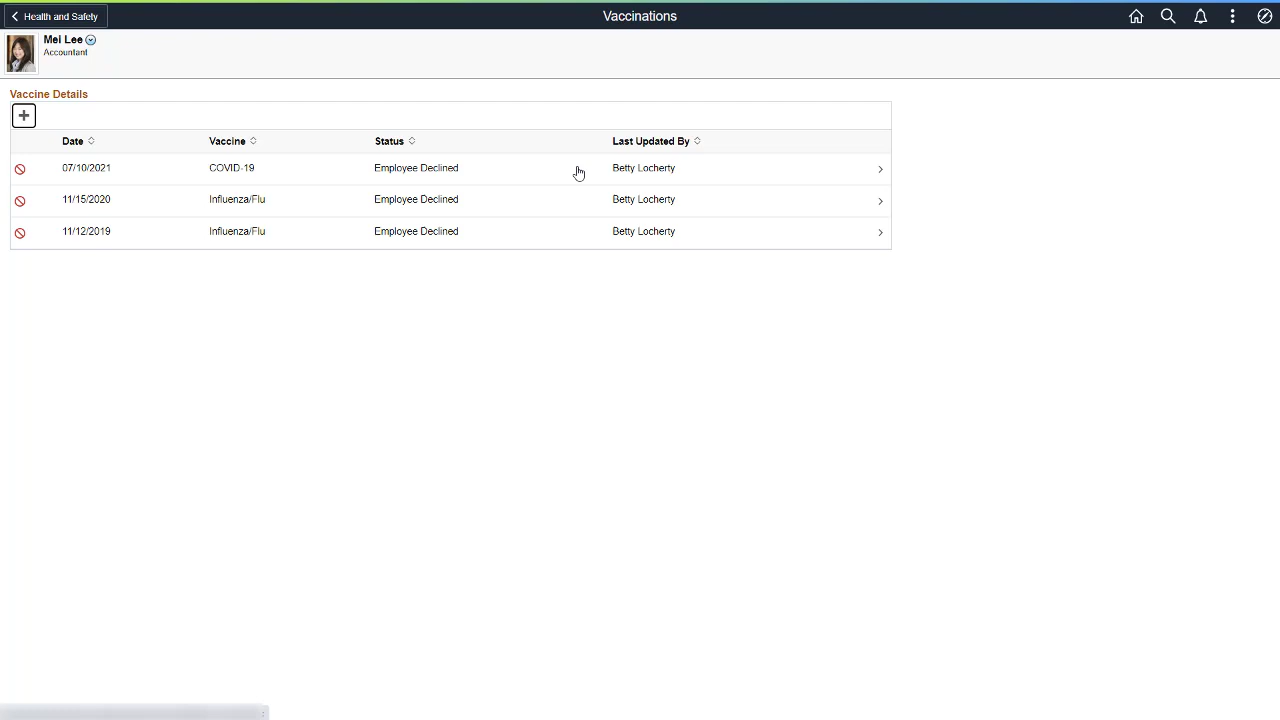 Health and Safety
Vaccinations
Mei Lee
Accountant
Vaccine Details
Date Vaccine Status Last Updated By
07/10/2021 COVID-19 Employee Declined Betty Locherty
11/15/2020 Influenza/Flu Employee Declined Betty Locherty
11/12/2019 Influenza/Flu Employee Declined Betty Locherty